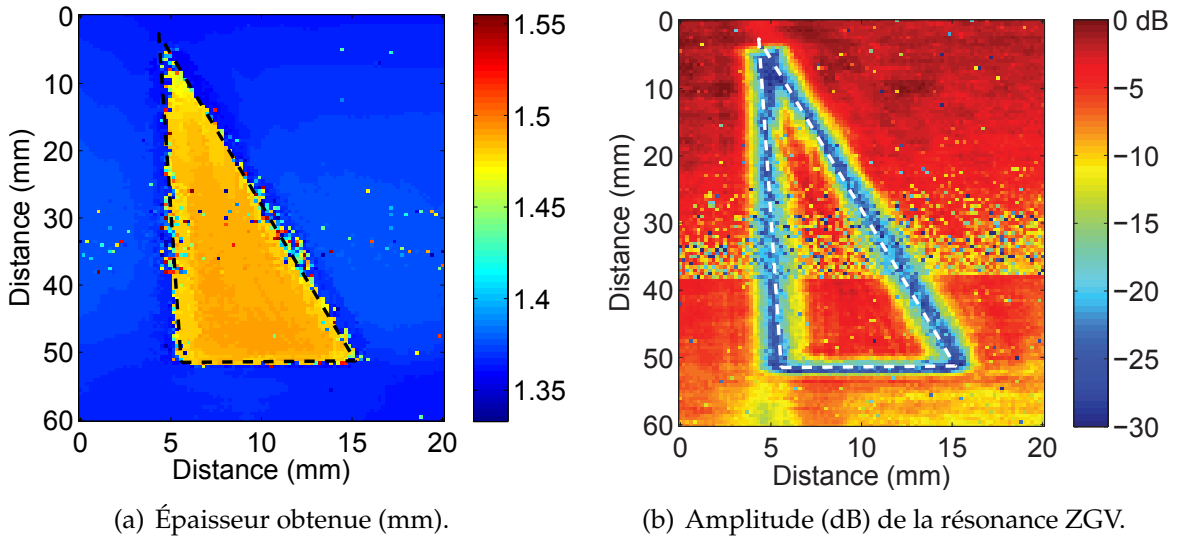 0
10
20
30
40
50
60
Distance (mm)
0 5 10 15 20
Distance (mm)
1.55
1.5
1.45
1.4
1.35
(a) Épaisseur obtenue (mm).
0
10
20
30
40
50
60
Distance (mm)
0 5 10 15 20
Distance (mm)
0 dB
−5
−10
−15
−20
−25
−30
(b) Amplitude (dB) de la résonance ZGV.